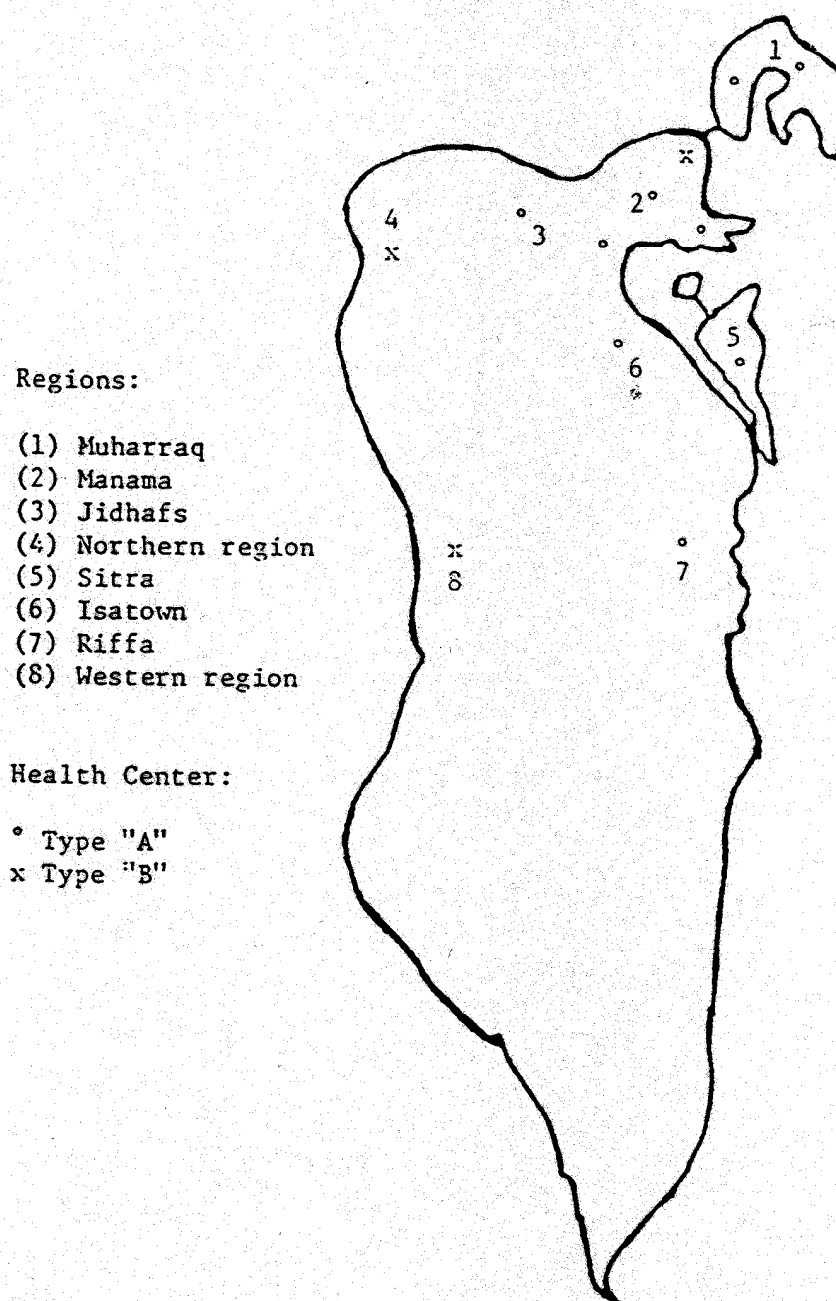 1
2
4
3
5
6
7
8
Regions:
(1) Muharraq
(2) Manama
(3) Jidhafs
(4) Northern region
(5) Sitra
(6) Isatown
(7) Riffa
(8) Western region
Health Center:
° Type "A"
x Type "B"